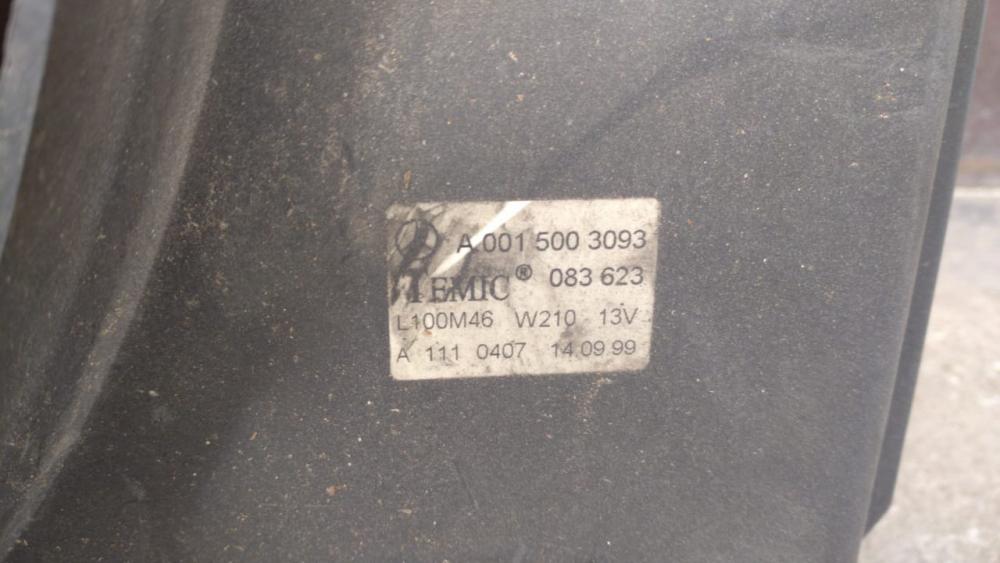 A 001 500 3093
TEMIC® 083 623
L100M46 W210 13V
A 111 0407 14.09.99